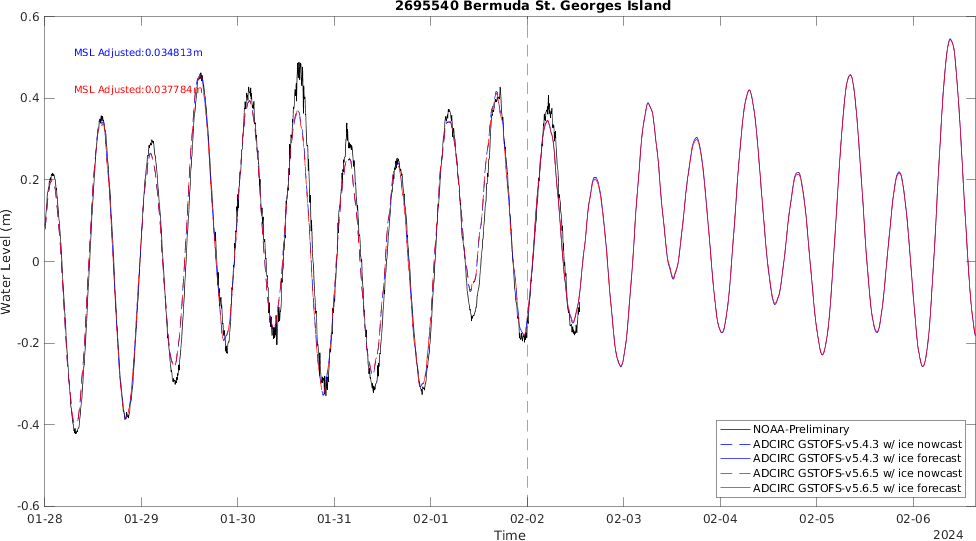 2695540 Bermuda St. Georges Island
MSL Adjusted:0.034813m
MSL Adjusted:0.037784m
Water Level (m)
0.6
0.4
0.2
0
-0.2
-0.4
-0.6
NOAA-Preliminary
ADCIRC GSTOFS-v5.4.3 w/ ice nowcast
ADCIRC GSTOFS-v5.4.3 w/ ice forecast
ADCIRC GSTOFS-v5.6.5 w/ ice nowcast
ADCIRC GSTOFS-v5.6.5 w/ ice forecast
01-28 01-29 01-30 01-31 02-01 02-02 02-03 02-04 02-05 02-06
Time
2024